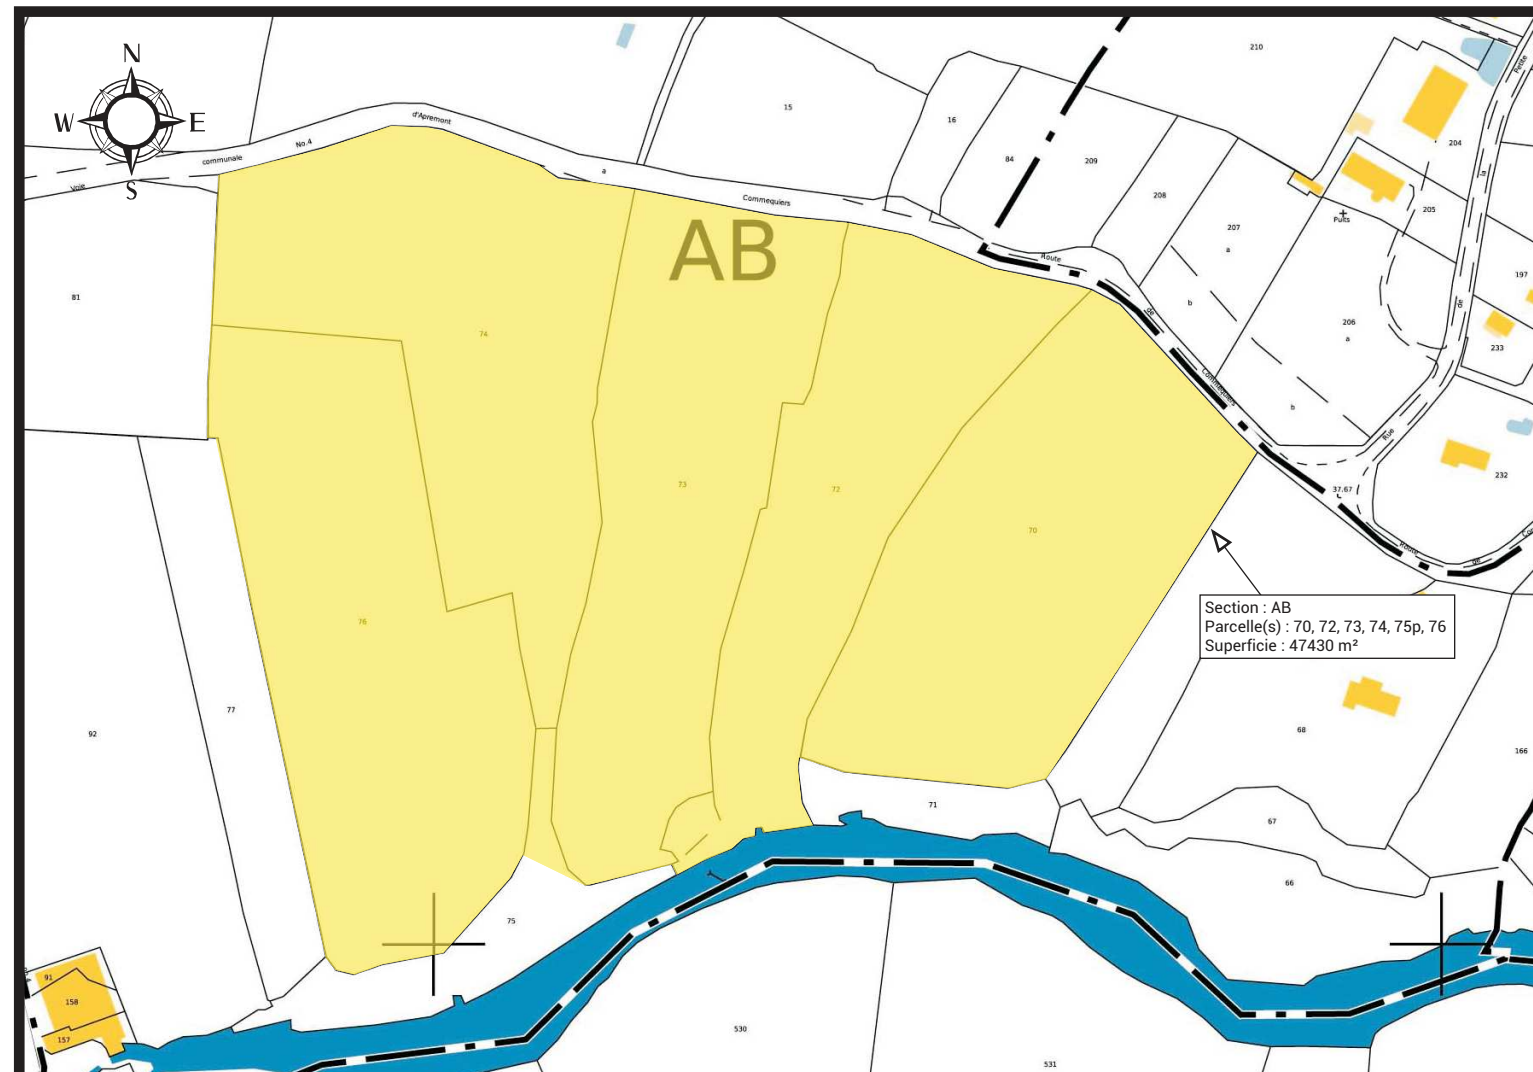 N
W
E
S
Voie
communale
No.4
d'Apremont
a
Commequiers
15
16
84
209
210
208
207
a
b
Puits
204
205
197
233
206
a
b
232
Petite
la
de
Rue
Route
de
Commequiers
37.67
Route
de
AB
81
74
73
72
70
76
77
92
75
71
Section : AB
Parcelle(s) : 70, 72, 73, 74, 75p, 76
Superficie : 47430 m²
68
166
67
66
91
158
157
530
531